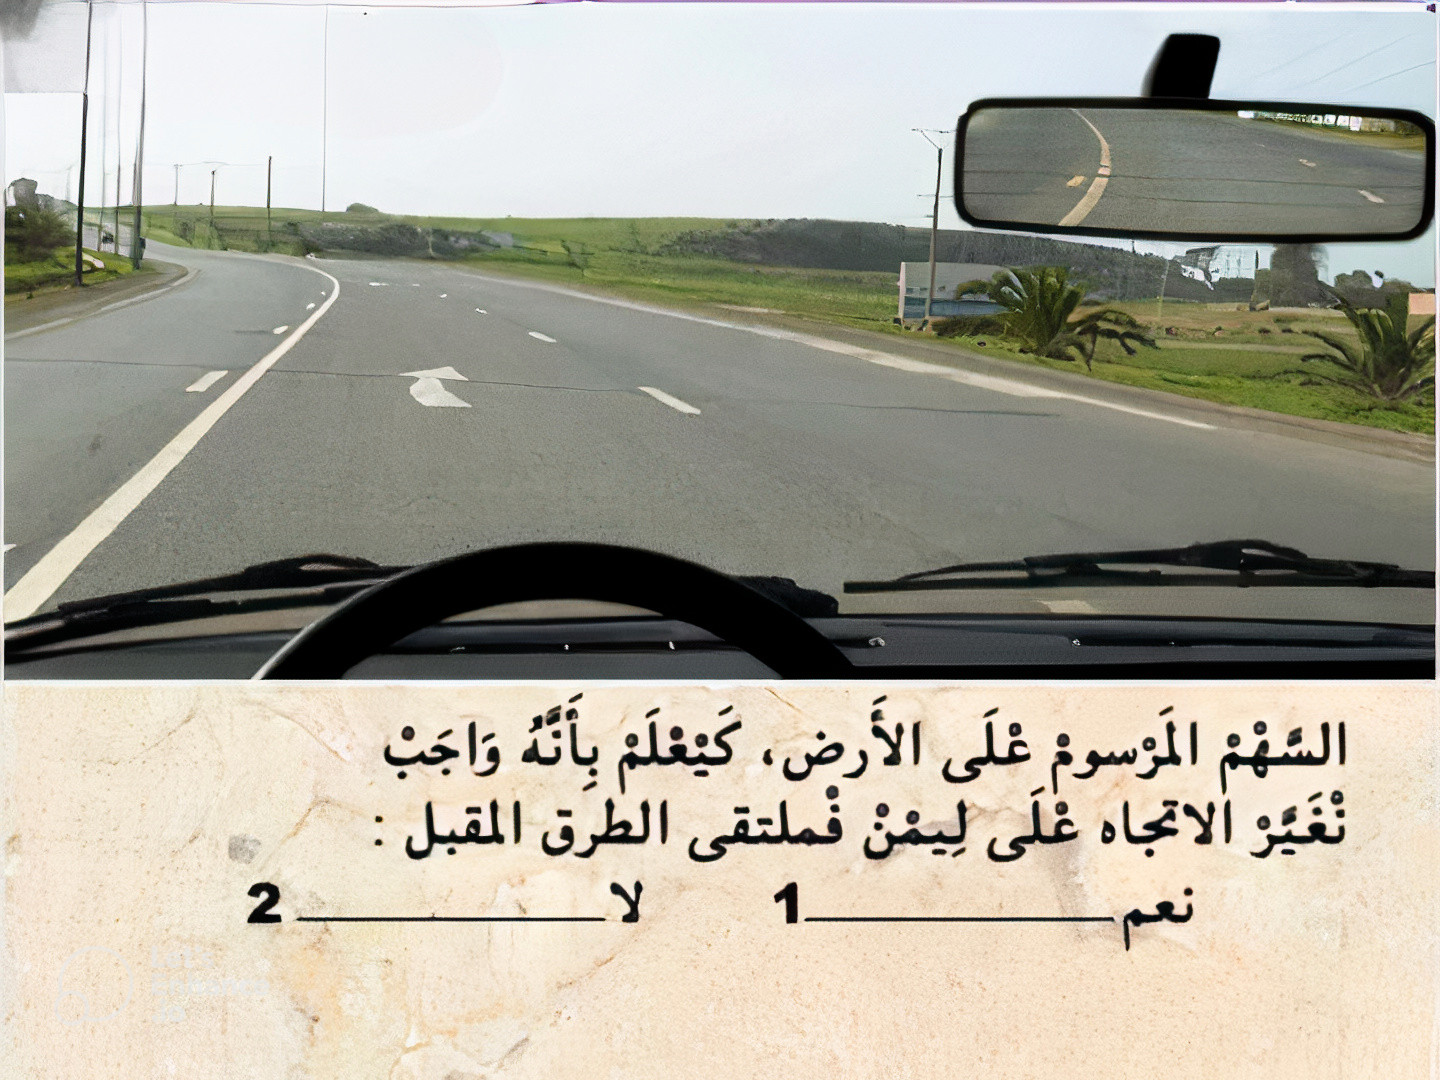 السَّهْمْ المَرْسومْ عْلَى الأَرض، كَيْعْلَمْ بِأَنَّهُ وَاجَبْ
نْغَيَّرْ الاتجاه عْلَى لِيمْنْ فْملتقى الطرق المقبل :
نعم 1 لا 2